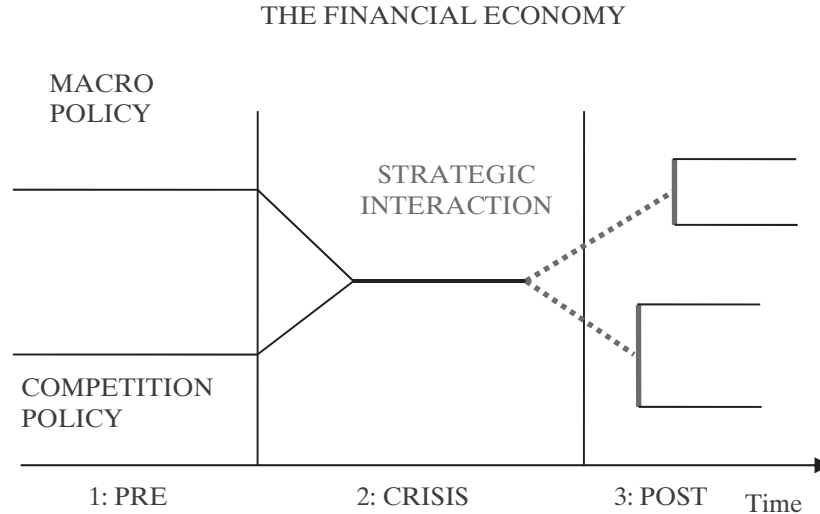 THE FINANCIAL ECONOMY
MACRO
POLICY
STRATEGIC
INTERACTION
COMPETITION
POLICY
1: PRE
2: CRISIS
3: POST
Time